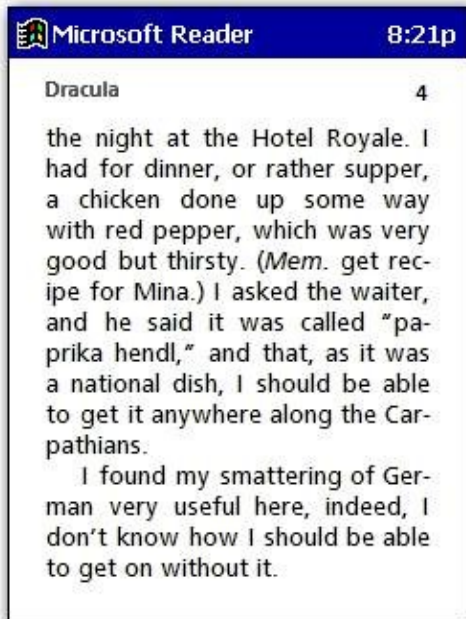 Microsoft Reader 8:21p
Dracula 4
the night at the Hotel Royale. I
had for dinner, or rather supper,
a chicken done up some way
with red pepper, which was very
good but thirsty. (Mem. get rec-
ipe for Mina.) I asked the waiter,
and he said it was called "pa-
prika hendl," and that, as it was
a national dish, I should be able
to get it anywhere along the Car-
pathians.
I found my smattering of Ger-
man very useful here, indeed, I
don't know how I should be able
to get on without it.